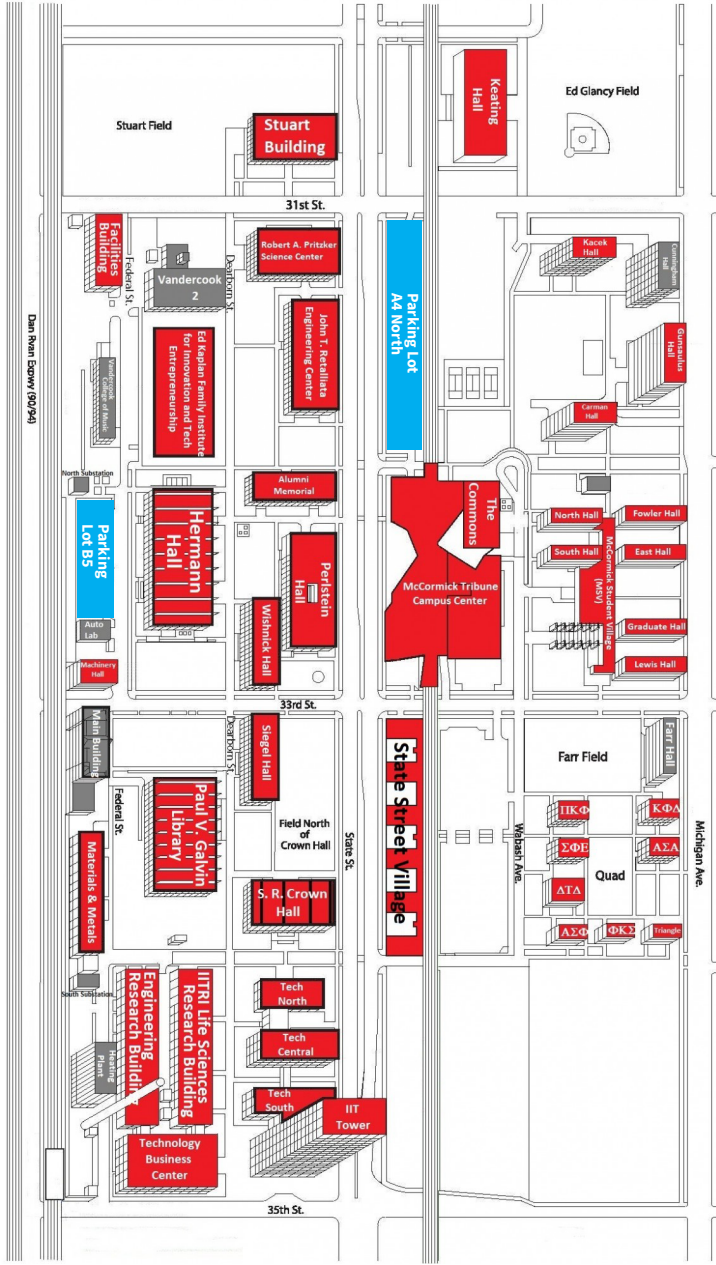 Keating
Hall
Ed Glancy Field
Stuart Field
Stuart
Building
31st St.
Facilities
Building
Federal St.
Vandercook
2
Dearborn St.
Robert A. Pritzker
Science Center
Parking Lot
A4 North
Kacek
Hall
Cunningham
Hall
Dan Ryan Expwy (90/94)
Ed Kaplan Family Institute
for Innovation and Tech
Entrepreneurship
John T. Retalliata
Engineering Center
Gunsaulus
Hall
Vandercook
College of Music
Carman
Hall
North Substation
Alumni
Memorial
Parking
Lot B5
Hermann
Hall
Perlstein
Hall
The
Commons
McCormick Tribune
Campus Center
North Hall
Fowler Hall
South Hall
East Hall
McCormick Student Village
(MSV)
Graduate Hall
Lewis Hall
Auto
Lab
Machinery
Hall
Wishnick Hall
33rd St.
Main Building
Dearborn St.
Siegel Hall
State Street Village
Farr Field
Farr Hall
Federal St.
Paul V. Galvin
Library
Field North
of
Crown Hall
State St.
Wabash Ave.
Michigan Ave.
ΠΚΦ
ΚΦΔ
ΣΦΕ
ΑΣΑ
Quad
ΔΤΔ
ΑΣΦ
ΦΚΣ
Triangle
Materials & Metals
S. R. Crown
Hall
South Substation
Heating
Plant
Engineering
Research Building
IITRI Life Sciences
Research Building
Tech
North
Tech
Central
Tech
South
IIT
Tower
Technology
Business
Center
35th St.